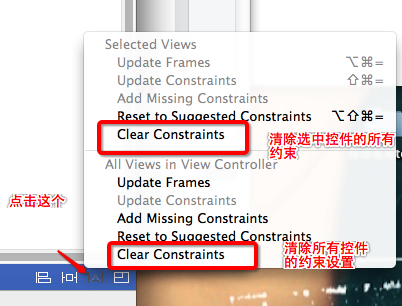 Selected Views
Update Frames ⌥⌘=
Update Constraints ⇧⌘=
Add Missing Constraints
Reset to Suggested Constraints ⌥⇧⌘=
Clear Constraints
清除选中控件的所有
约束
All Views in View Controller
Update Frames
点击这个
Update Constraints
Add Missing Constraints
Reset to Suggested Constraints
Clear Constraints
清除所有控件
的约束设置